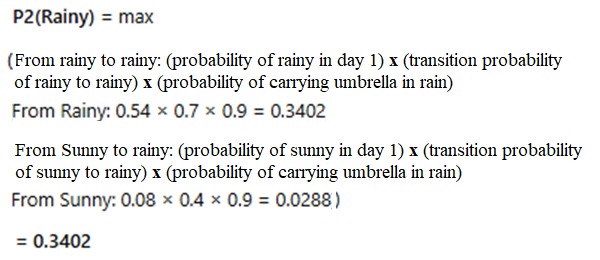 P2(Rainy) = max
(From rainy to rainy: (probability of rainy in day 1) x (transition probability
of rainy to rainy) x (probability of carrying umbrella in rain)
From Rainy: 0.54 × 0.7 × 0.9 = 0.3402
From Sunny to rainy: (probability of sunny in day 1) x (transition probability
of sunny to rainy) x (probability of carrying umbrella in rain)
From Sunny: 0.08 × 0.4 × 0.9 = 0.0288)
= 0.3402